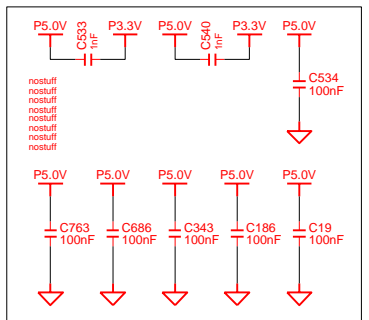 P5.0V P3.3V P5.0V P3.3V P5.0V
C533
1nF
C540
1nF
C534
100nF
nostuff
nostuff
nostuff
nostuff
nostuff
nostuff
nostuff
nostuff
P5.0V P5.0V P5.0V P5.0V P5.0V
C763 C686 C343 C186 C19
100nF 100nF 100nF 100nF 100nF